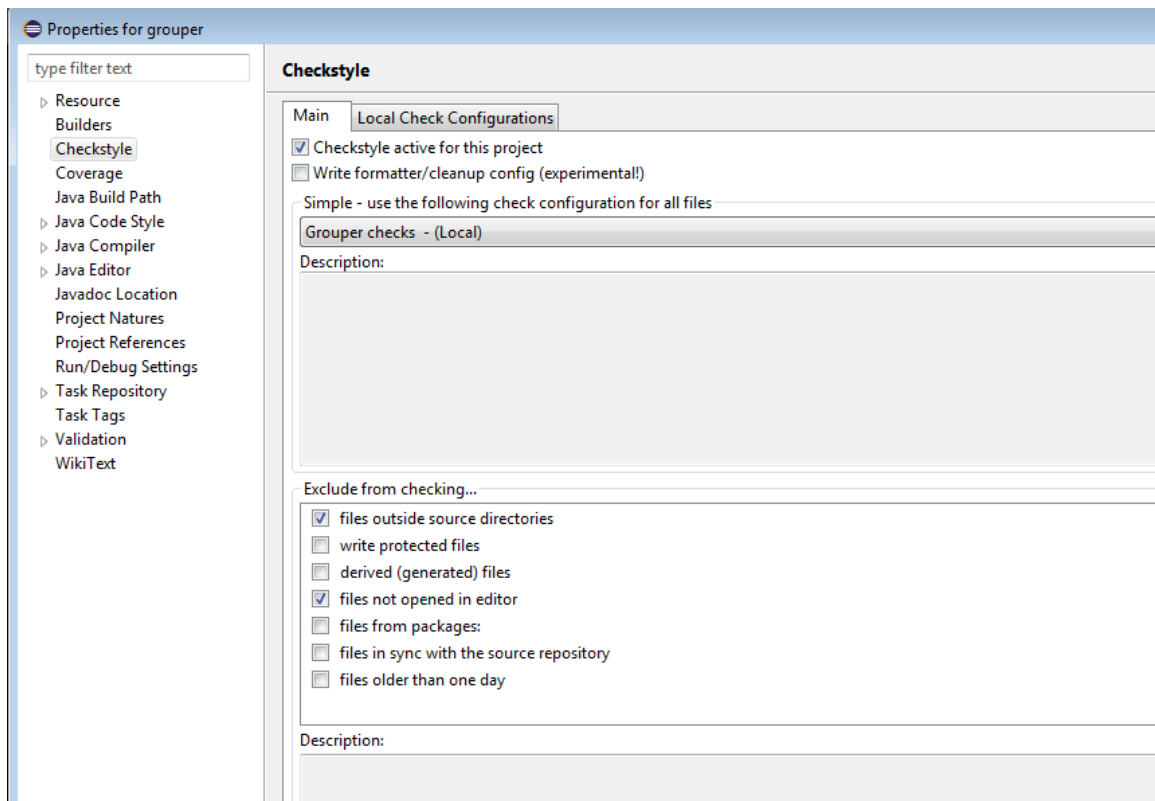 Properties for grouper
type filter text
Resource
Builders
Checkstyle
Coverage
Java Build Path
Java Code Style
Java Compiler
Java Editor
Javadoc Location
Project Natures
Project References
Run/Debug Settings
Task Repository
Task Tags
Validation
WikiText
Checkstyle
Main Local Check Configurations
Checkstyle active for this project
Write formatter/cleanup config (experimental!)
Simple - use the following check configuration for all files
Grouper checks - (Local)
Description:
Exclude from checking...
files outside source directories
write protected files
derived (generated) files
files not opened in editor
files from packages:
files in sync with the source repository
files older than one day
Description: